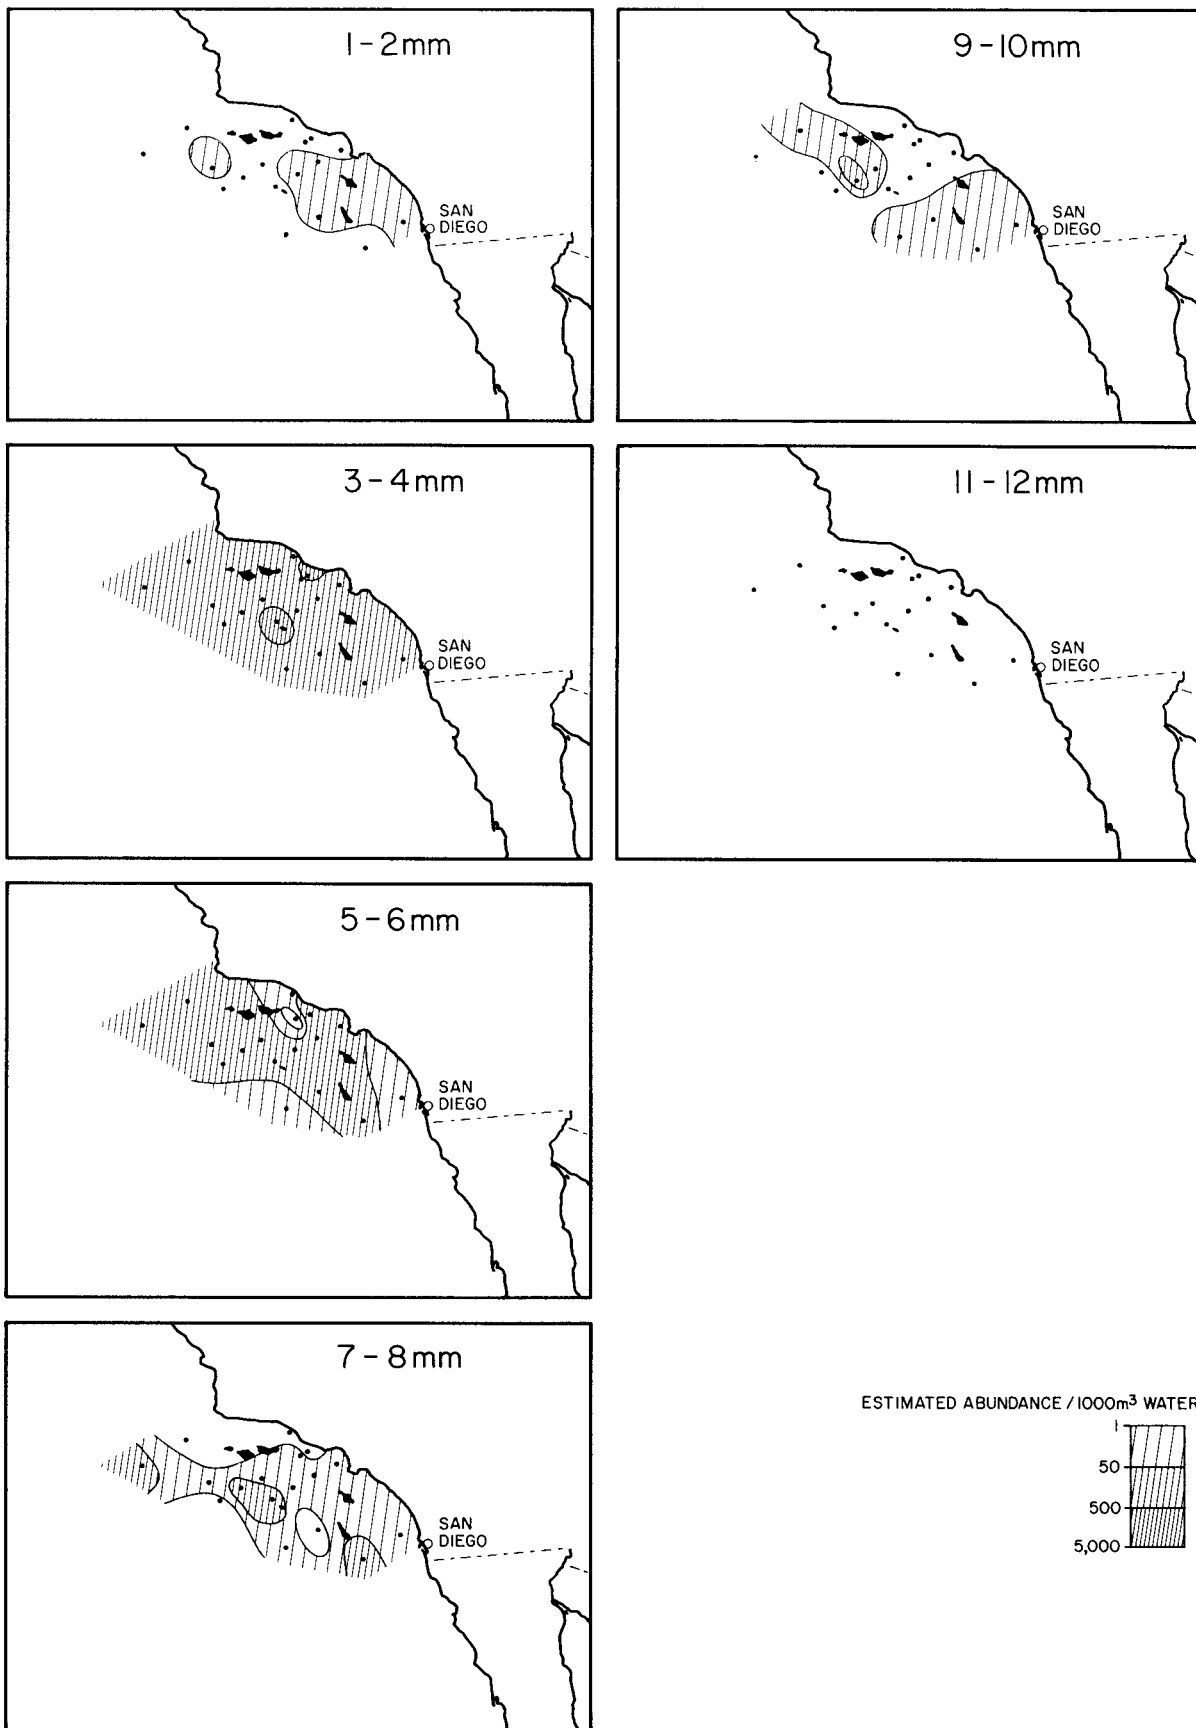 1-2mm
SAN
DIEGO
9-10mm
SAN
DIEGO
3-4mm
SAN
DIEGO
11-12mm
SAN
DIEGO
5-6mm
SAN
DIEGO
7-8mm
SAN
DIEGO
ESTIMATED ABUNDANCE/1000m³ WATER
1
50
500
5,000